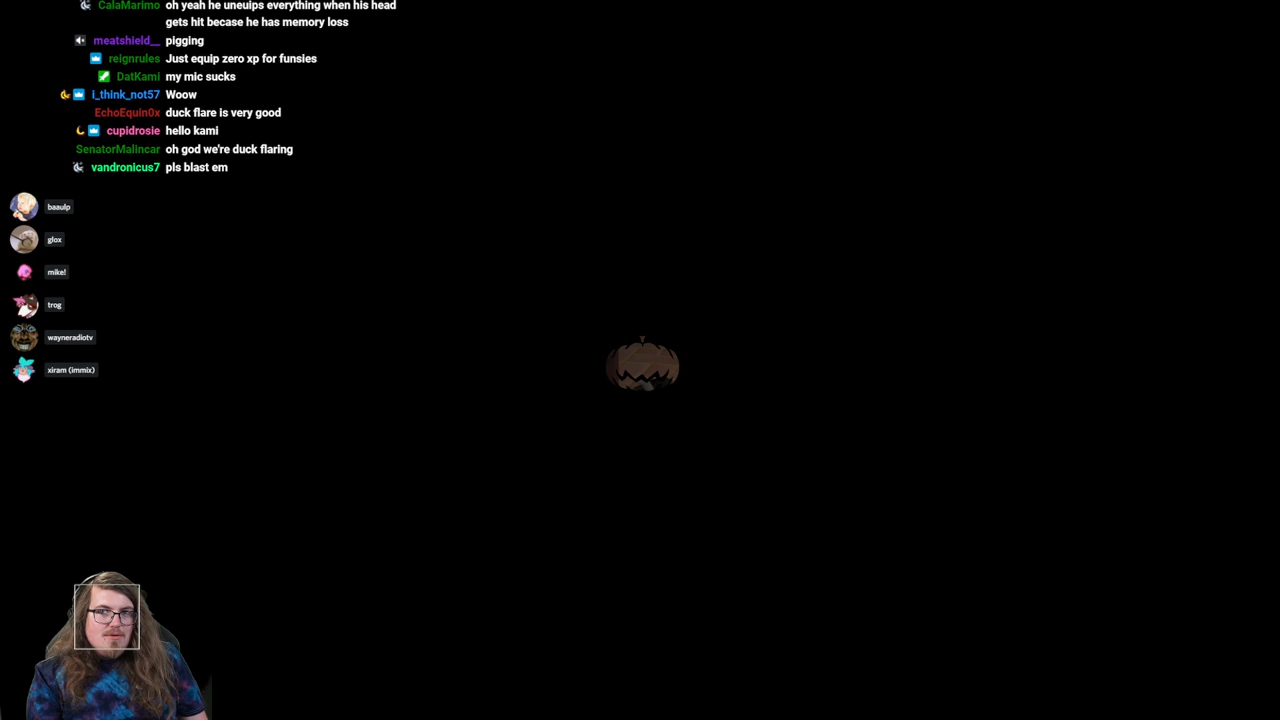 CalaMarimo oh yeah he uneuips everything when his head
gets hit becase he has memory loss
meatshield__ pigging
reignrules Just equip zero xp for funsies
DatKami my mic sucks
i_think_not57 Woow
EchoEquin0x duck flare is very good
cupidrosie hello kami
SenatorMalincar oh god we're duck flaring
vandronicus7 pls blast em
baaulp
glox
mike!
trog
wayneradiotv
xiram (immix)